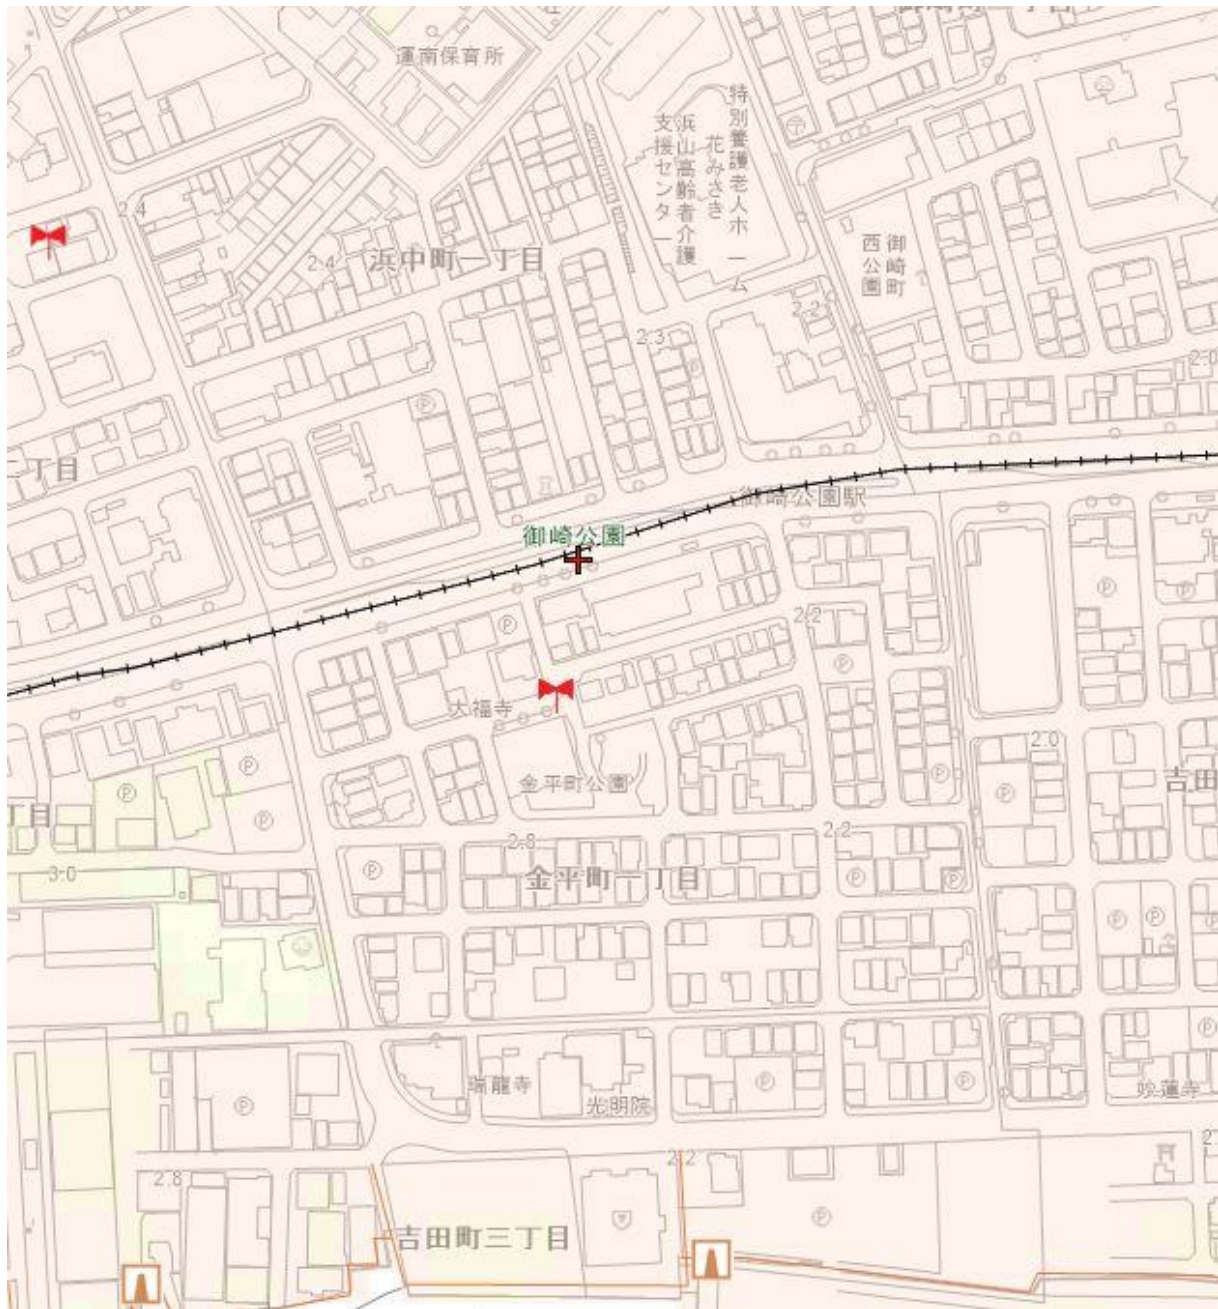 運南保育所
特別養護老人ホーム
花みさき
浜山高齢者介護
支援センター
2.4
浜中町一丁目
2.4
御崎町
西公園
2.2
2.3
2.0
丁目
御崎公園駅
御崎公園
2.2
大福寺
2.0
金平町公園
吉田
丁目
2.8
2.2
3.0
金平町一丁目
瑞龍寺
光明院
妙蓮寺
2.2
2.8
吉田町三丁目